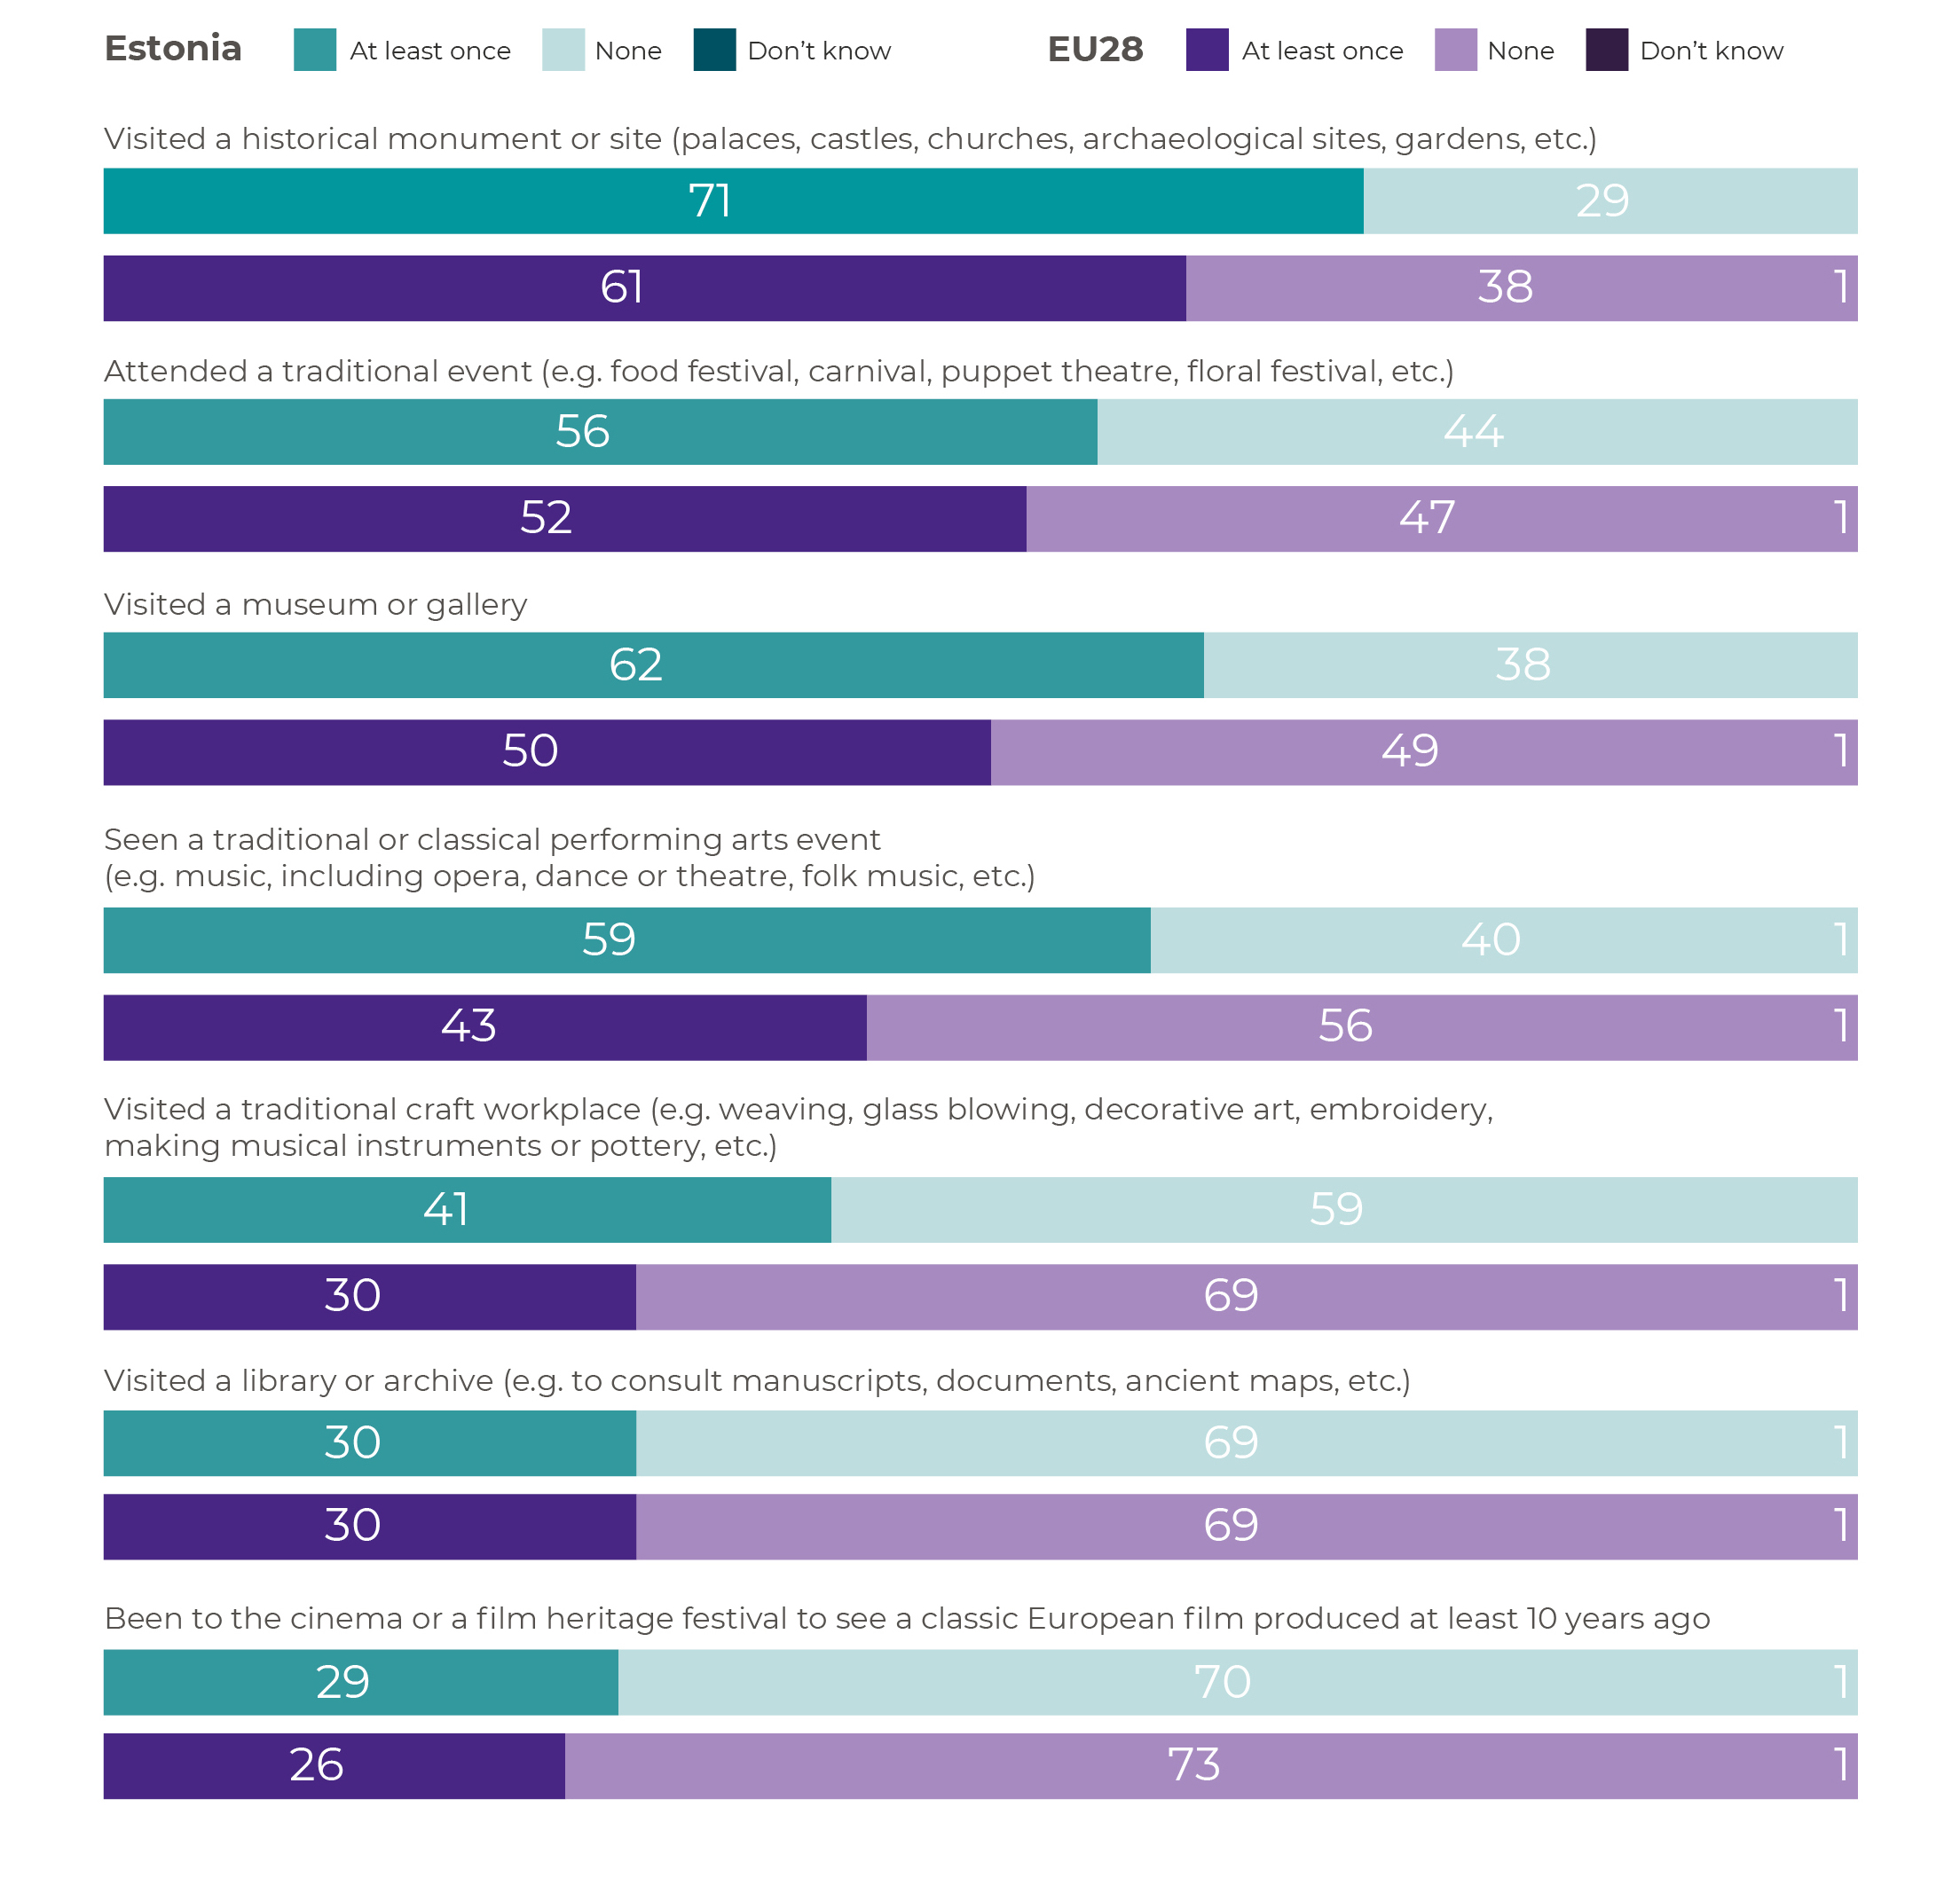 Estonia At least once None Don’t know EU28 At least once None Don’t know
Visited a historical monument or site (palaces, castles, churches, archaeological sites, gardens, etc.)
71 29
61 38 1
Attended a traditional event (e.g. food festival, carnival, puppet theatre, floral festival, etc.)
56 44
52 47 1
Visited a museum or gallery
62 38
50 49 1
Seen a traditional or classical performing arts event
(e.g. music, including opera, dance or theatre, folk music, etc.)
59 40 1
43 56 1
Visited a traditional craft workplace (e.g. weaving, glass blowing, decorative art, embroidery,
making musical instruments or pottery, etc.)
41 59
30 69 1
Visited a library or archive (e.g. to consult manuscripts, documents, ancient maps, etc.)
30 69 1
30 69 1
Been to the cinema or a film heritage festival to see a classic European film produced at least 10 years ago
29 70 1
26 73 1